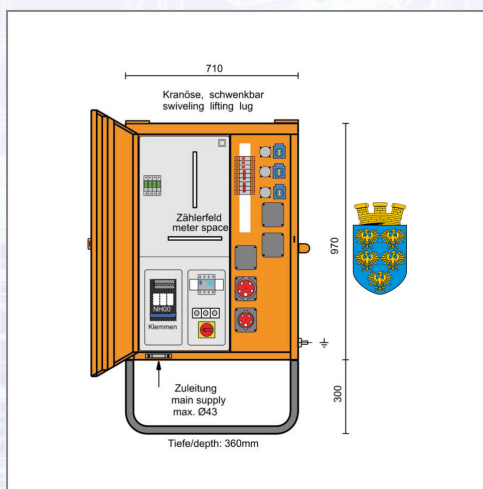 710
Kranöse, schwenkbar
swiveling lifting lug
Zählerfeld
meter space
970
NH00
Klemmen
300
Zuleitung
main supply
max. Ø43
Tiefe/depth: 360mm